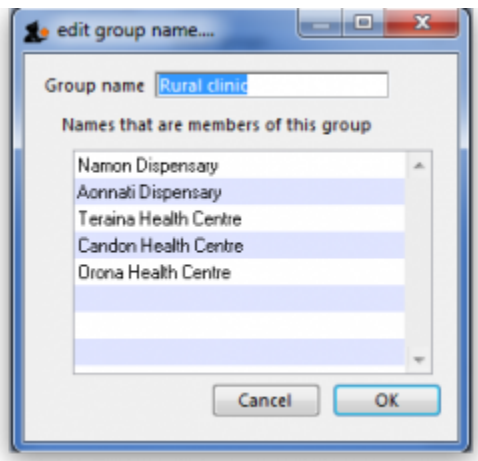 edit group name....
Group name Rural clinic
Names that are members of this group
Namon Dispensary
Aonnati Dispensary
Teraina Health Centre
Candon Health Centre
Orona Health Centre
Cancel OK